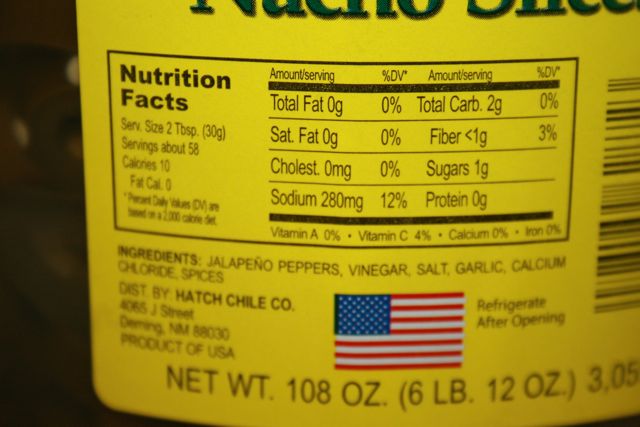 Nacho
Nutrition
Facts
Serv. Size 2 Tbsp. (30g)
Servings about 58
Calories 10
Fat Cal. 0
*Percent Daily Values (DV) are
based on a 2,000 calorie diet.
Amount/serving %DV* Amount/serving %DV*
Total Fat 0g 0% Total Carb. 2g 0%
Sat. Fat 0g 0% Fiber <1g 3%
Cholest. 0mg 0% Sugars 1g
Sodium 280mg 12% Protein 0g
Vitamin A 0% • Vitamin C 4% • Calcium 0% • Iron 0%
INGREDIENTS: JALAPEÑO PEPPERS, VINEGAR, SALT, GARLIC, CALCIUM
CHLORIDE, SPICES
DIST. BY: HATCH CHILE CO.
4065 J Street
Deming, NM 88030
PRODUCT OF USA
Refrigerate
After Opening
NET WT. 108 OZ. (6 LB. 12 OZ.) 3,05